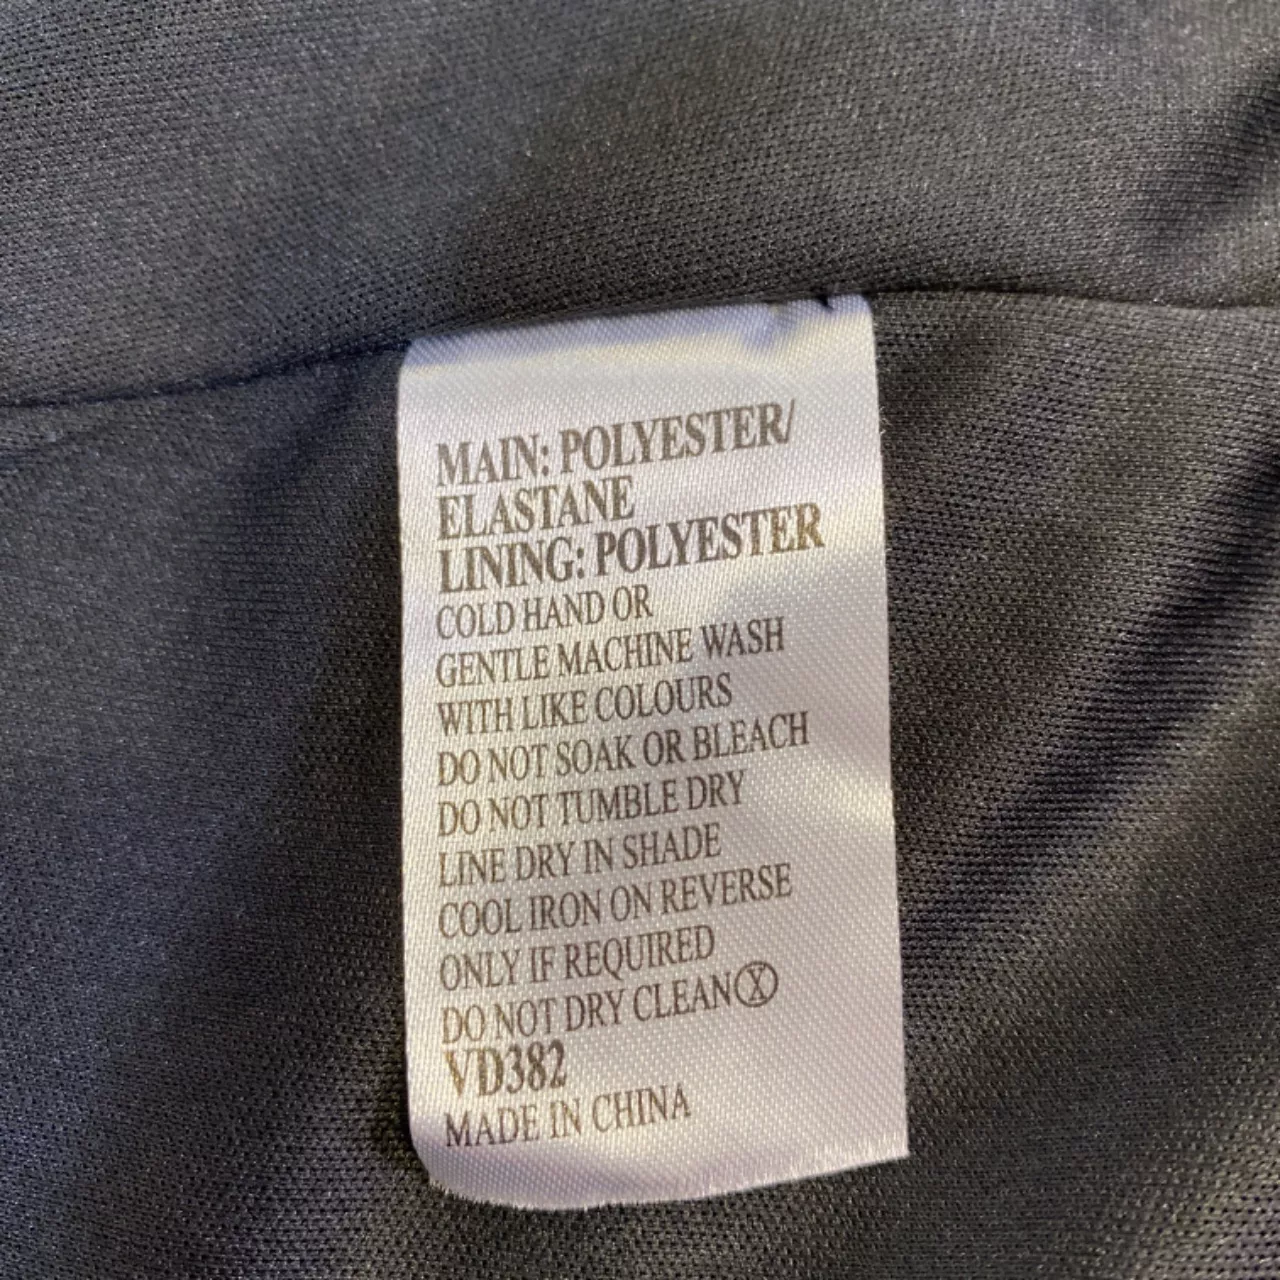 MAIN: POLYESTER/
ELASTANE
LINING: POLYESTER
COLD HAND OR
GENTLE MACHINE WASH
WITH LIKE COLOURS
DO NOT SOAK OR BLEACH
DO NOT TUMBLE DRY
LINE DRY IN SHADE
COOL IRON ON REVERSE
ONLY IF REQUIRED
DO NOT DRY CLEANⓍ
VD382
MADE IN CHINA